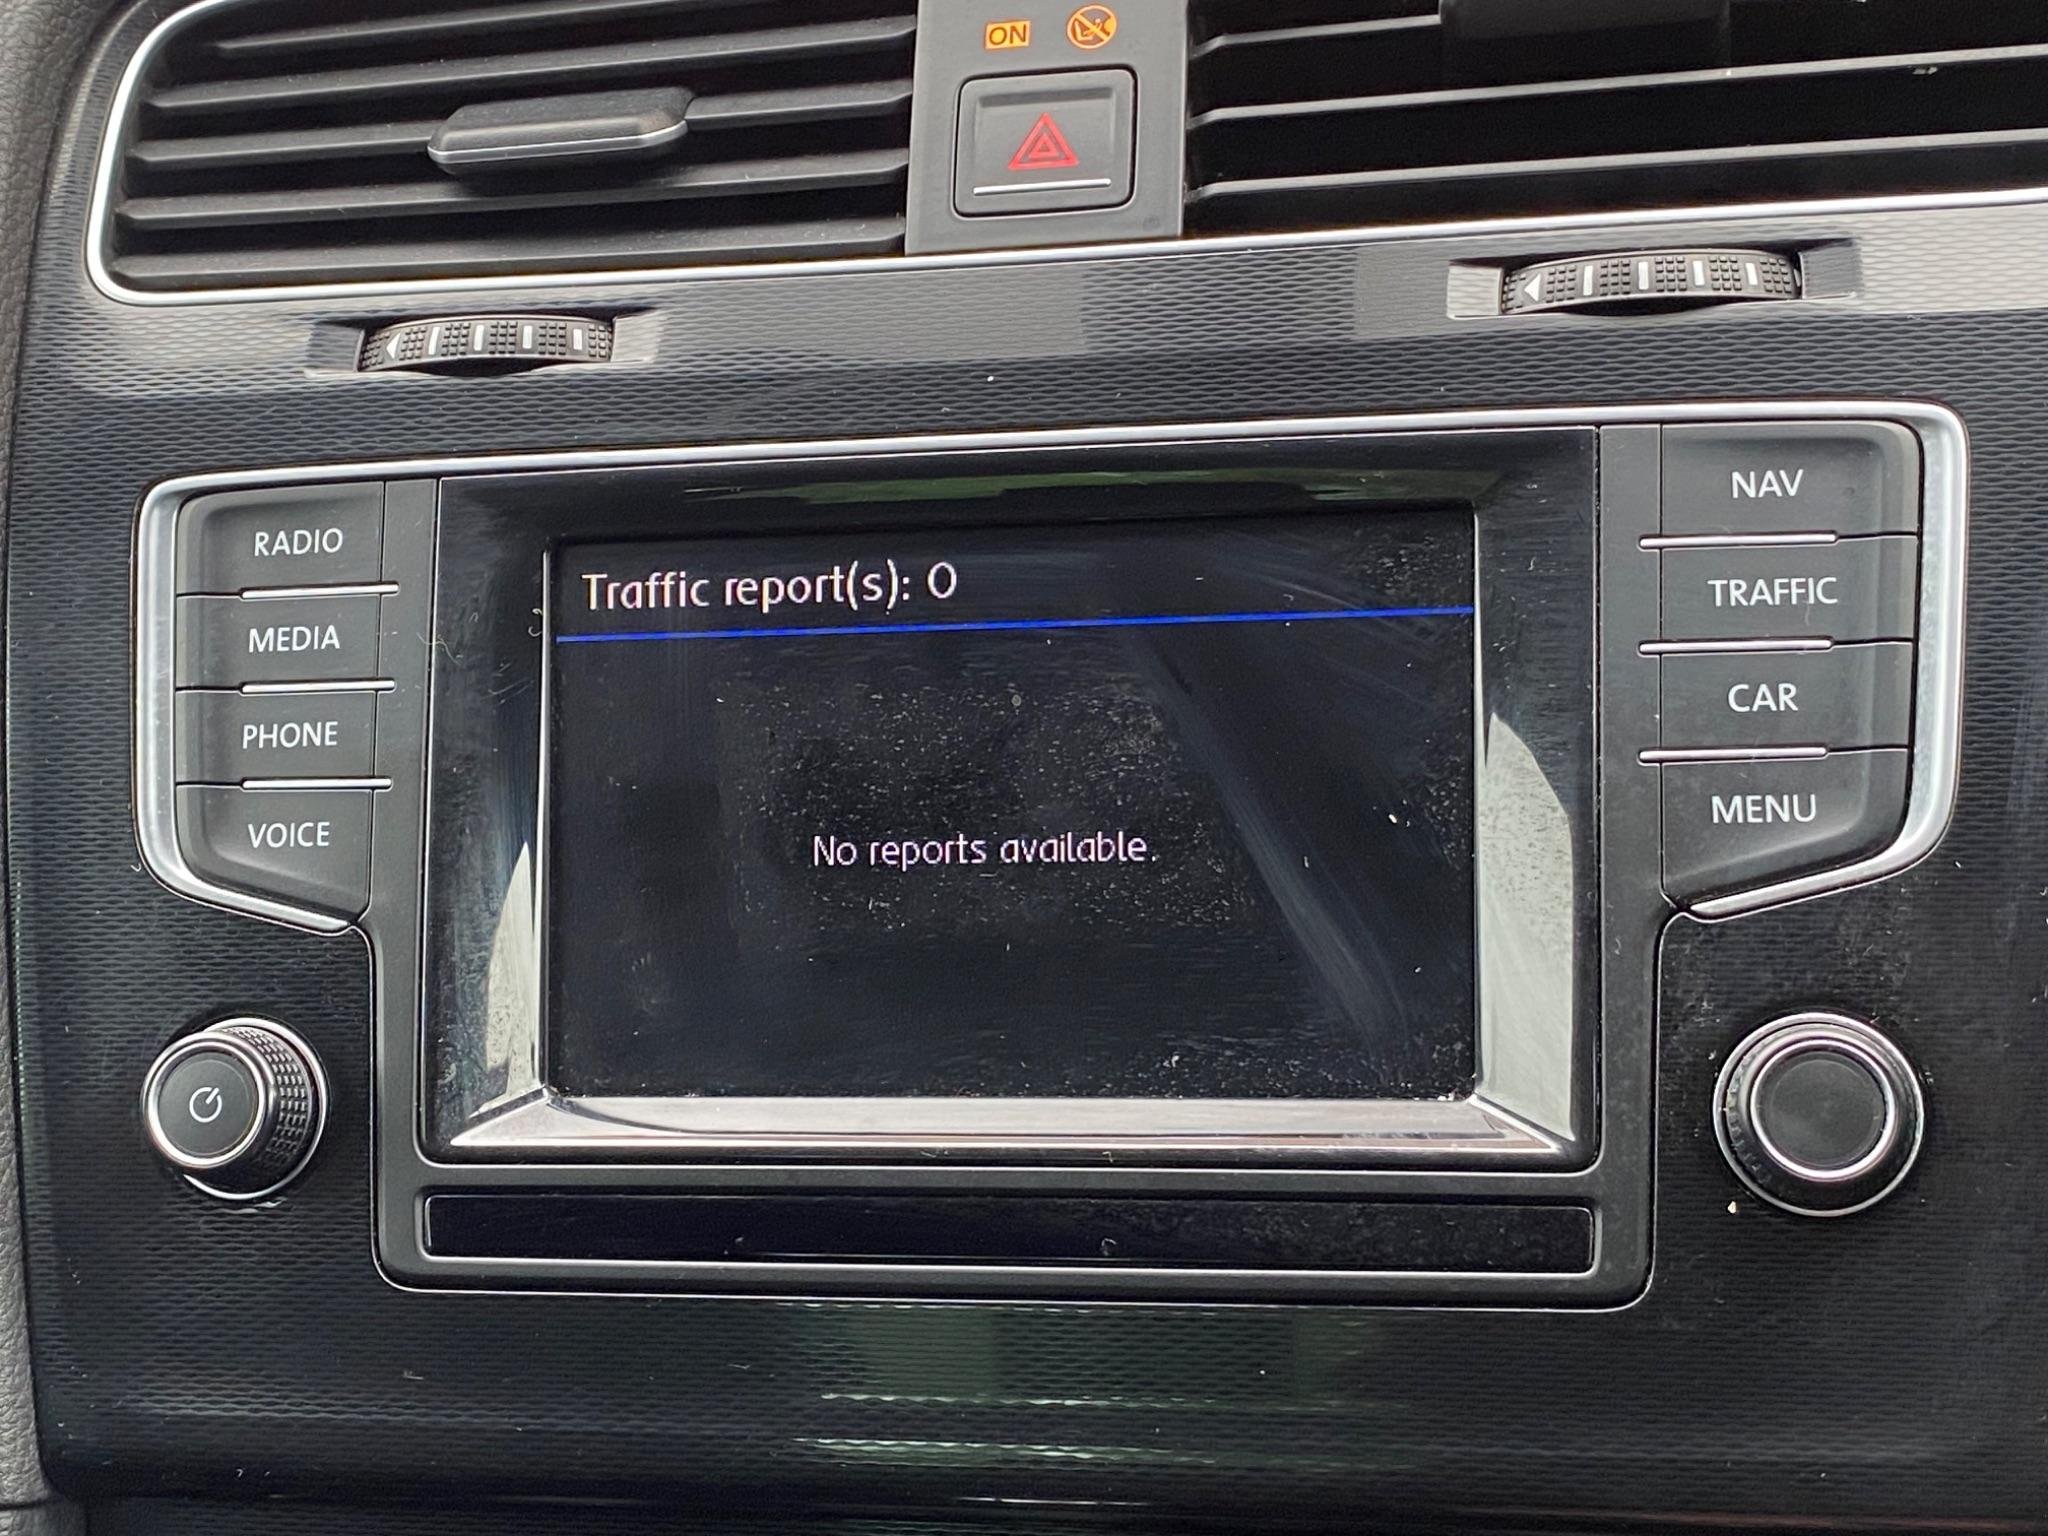 ON
RADIO
MEDIA
PHONE
VOICE
Traffic report(s): 0
No reports available.
NAV
TRAFFIC
CAR
MENU